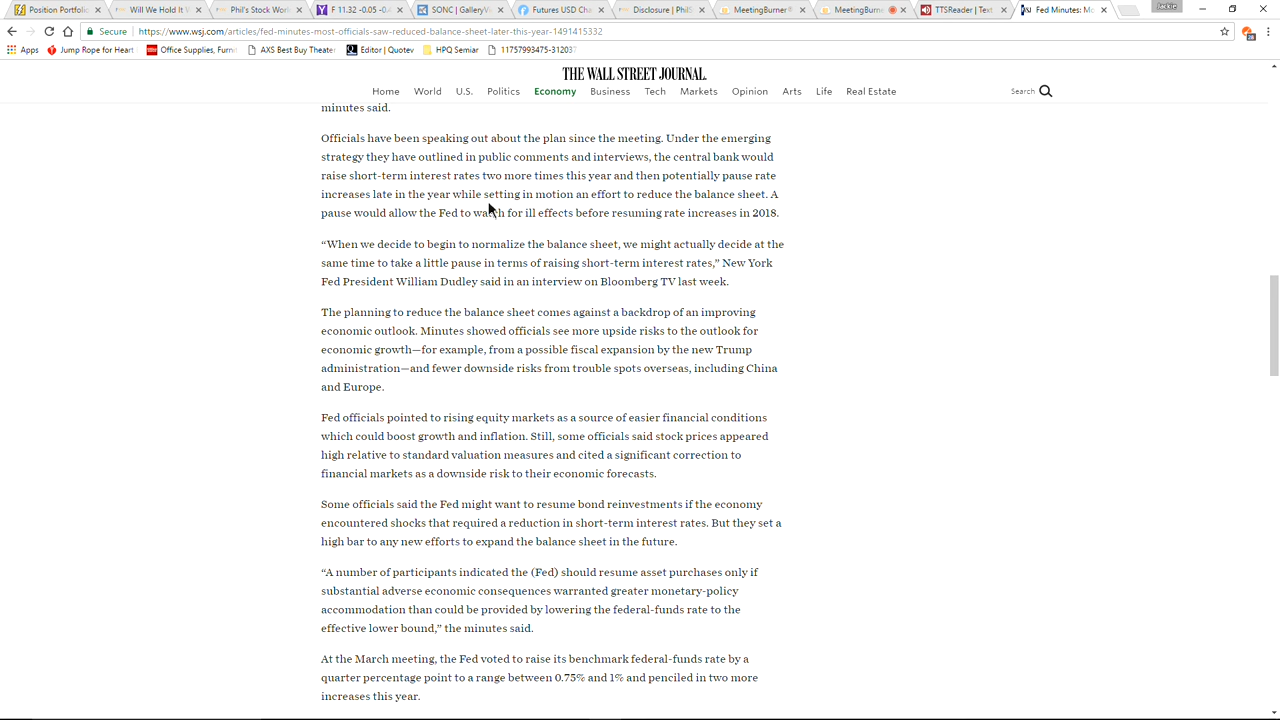 Position Portfolio
Will We Hold It W
Phil's Stock Work
F 11.32 -0.05 -0.
SONC | GalleryVi
Futures USD Cha
Disclosure | PhilS
MeetingBurner
MeetingBurne
TTSReader | Text
Fed Minutes: Mo
Jackie
Secure
https://www.wsj.com/articles/fed-minutes-most-officials-saw-reduced-balance-sheet-later-this-year-1491415332
Apps
Jump Rope for Heart
Office Supplies, Furni
AXS Best Buy Theater
Editor | Quotev
HPQ Semiar
11757993475-312037
THE WALL STREET JOURNAL.
Home World U.S. Politics Economy Business Tech Markets Opinion Arts Life Real Estate
Search
minutes said.
Officials have been speaking out about the plan since the meeting. Under the emerging
strategy they have outlined in public comments and interviews, the central bank would
raise short-term interest rates two more times this year and then potentially pause rate
increases late in the year while setting in motion an effort to reduce the balance sheet. A
pause would allow the Fed to watch for ill effects before resuming rate increases in 2018.
“When we decide to begin to normalize the balance sheet, we might actually decide at the
same time to take a little pause in terms of raising short-term interest rates,” New York
Fed President William Dudley said in an interview on Bloomberg TV last week.
The planning to reduce the balance sheet comes against a backdrop of an improving
economic outlook. Minutes showed officials see more upside risks to the outlook for
economic growth—for example, from a possible fiscal expansion by the new Trump
administration—and fewer downside risks from trouble spots overseas, including China
and Europe.
Fed officials pointed to rising equity markets as a source of easier financial conditions
which could boost growth and inflation. Still, some officials said stock prices appeared
high relative to standard valuation measures and cited a significant correction to
financial markets as a downside risk to their economic forecasts.
Some officials said the Fed might want to resume bond reinvestments if the economy
encountered shocks that required a reduction in short-term interest rates. But they set a
high bar to any new efforts to expand the balance sheet in the future.
“A number of participants indicated the (Fed) should resume asset purchases only if
substantial adverse economic consequences warranted greater monetary-policy
accommodation than could be provided by lowering the federal-funds rate to the
effective lower bound,” the minutes said.
At the March meeting, the Fed voted to raise its benchmark federal-funds rate by a
quarter percentage point to a range between 0.75% and 1% and penciled in two more
increases this year.